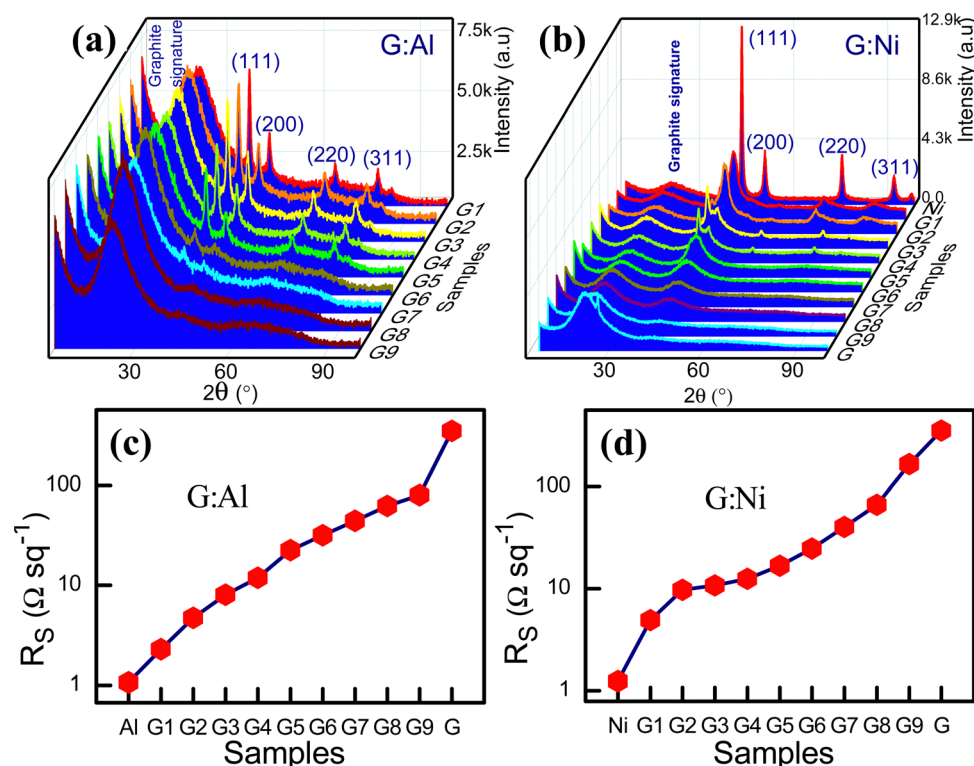 (a)
Graphite
signature
G:Al
(111)
(200)
(220)
(311)
7.5k
5.0k
2.5k
Intensity (a.u)
G1
G2
G3
G4
G5
G6
G7
G8
G9
Samples
30
60
90
2θ (°)
(b)
Graphite signature
G:Ni
(111)
(200)
(220)
(311)
12.9k
8.6k
4.3k
0.0
Intensity (a.u)
Ni
G1
G2
G3
G4
G5
G6
G7
G8
G
Samples
30
60
90
2θ (°)
(c)
G:Al
100
10
1
R_S (Ω sq⁻¹)
Al G1 G2 G3 G4 G5 G6 G7 G8 G9 G
Samples
(d)
G:Ni
100
10
1
R_S (Ω sq⁻¹)
Ni G1 G2 G3 G4 G5 G6 G7 G8 G9 G
Samples